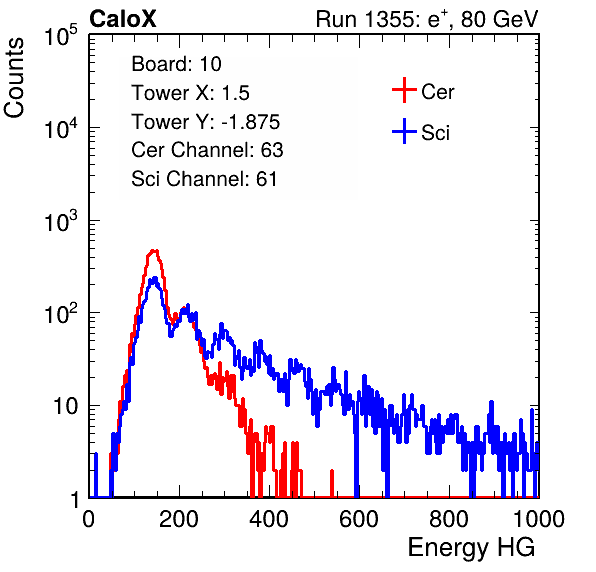 CaloX Run 1355: e⁺, 80 GeV
Counts
Board: 10
Tower X: 1.5
Tower Y: -1.875
Cer Channel: 63
Sci Channel: 61
Cer
Sci
10⁵
10⁴
10³
10²
10
1
0 200 400 600 800 1000
Energy HG